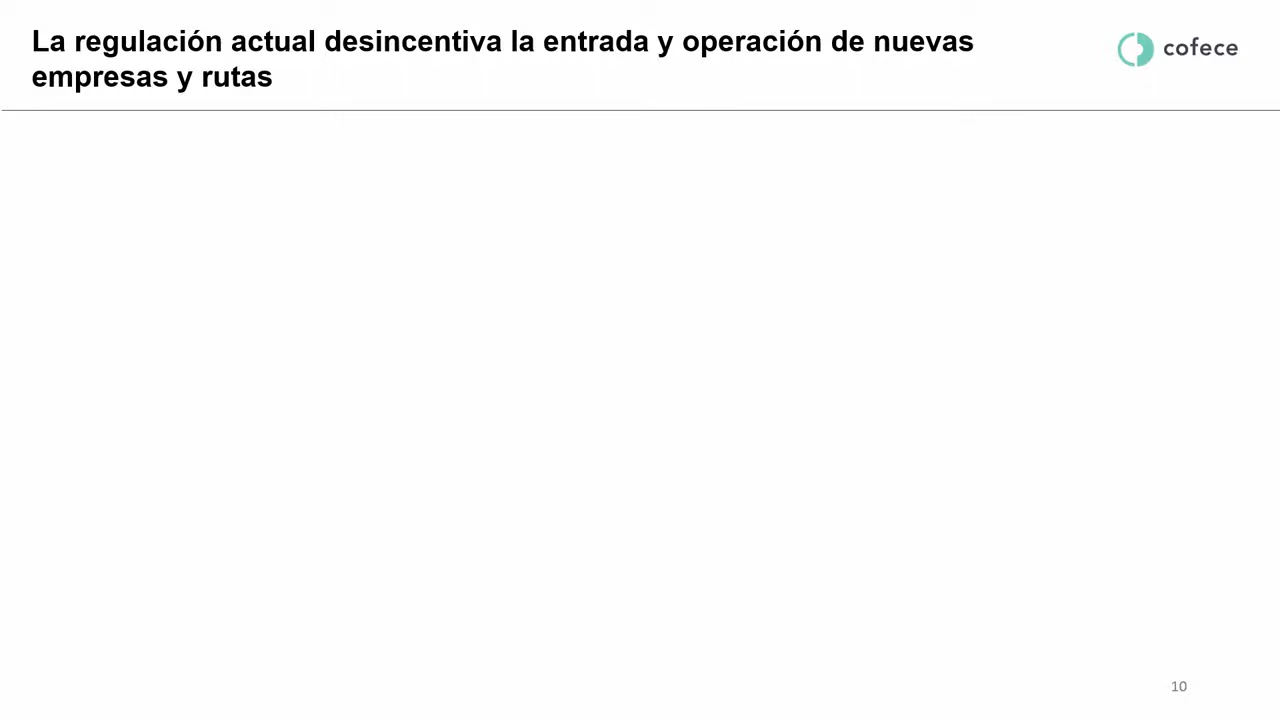 La regulación actual desincentiva la entrada y operación de nuevas
empresas y rutas
cofece
10